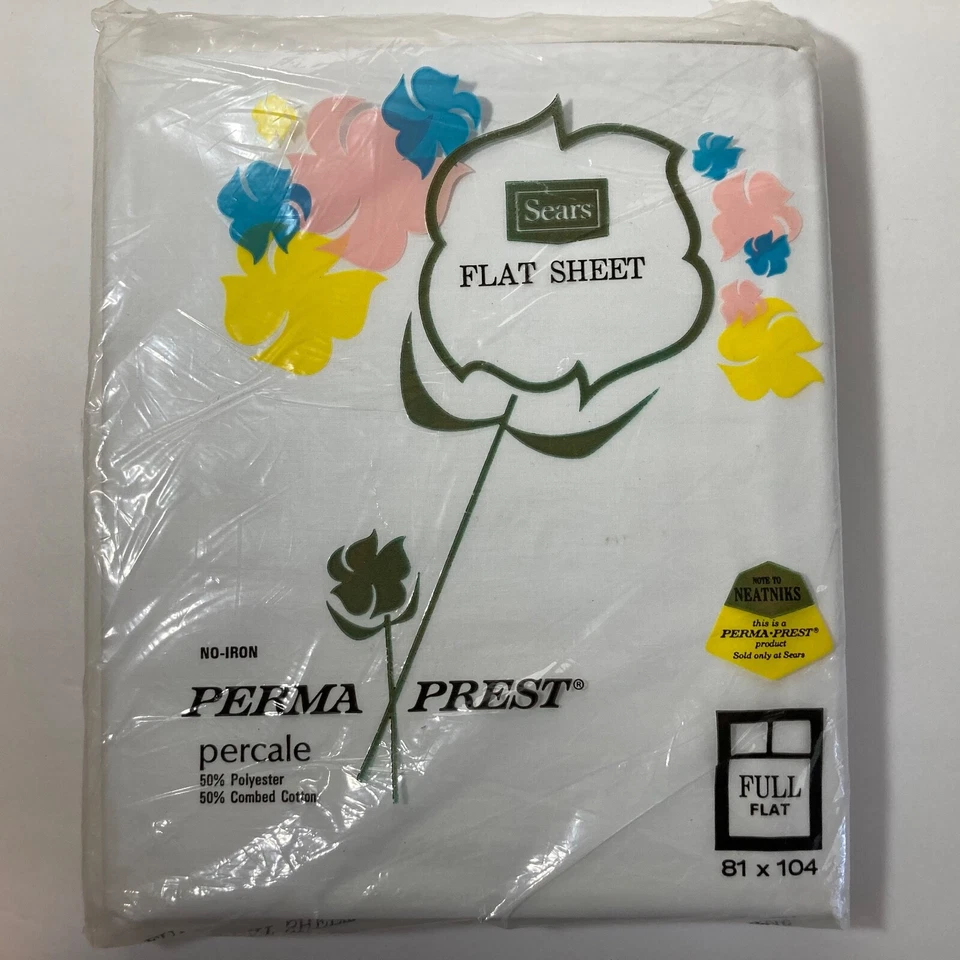 Sears
FLAT SHEET
NOTE TO
NEATNIKS
this is a
PERMA·PREST®
product
Sold only at Sears
NO-IRON
PERMA PREST®
percale
50% Polyester
50% Combed Cotton
FULL
FLAT
81 x 104